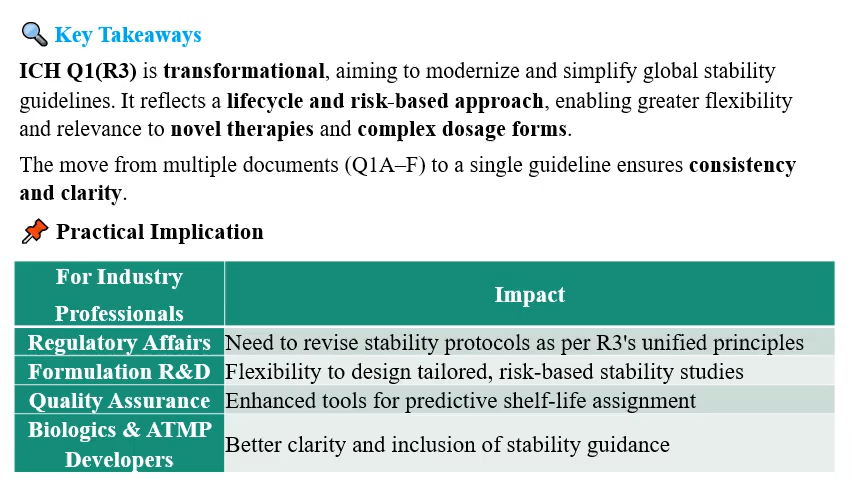 Key Takeaways
ICH Q1(R3) is transformational, aiming to modernize and simplify global stability
guidelines. It reflects a lifecycle and risk-based approach, enabling greater flexibility
and relevance to novel therapies and complex dosage forms.
The move from multiple documents (Q1A–F) to a single guideline ensures consistency
and clarity.
Practical Implication
For Industry
Professionals
Impact
Regulatory Affairs Need to revise stability protocols as per R3's unified principles
Formulation R&D Flexibility to design tailored, risk-based stability studies
Quality Assurance Enhanced tools for predictive shelf-life assignment
Biologics & ATMP
Developers
Better clarity and inclusion of stability guidance